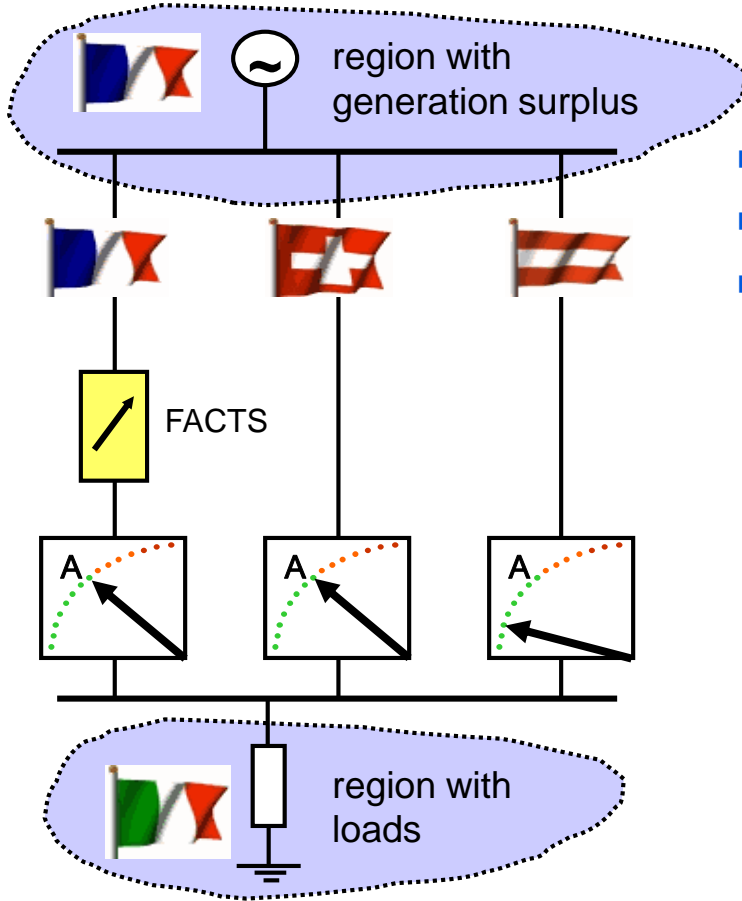 ~
region with
generation surplus
FACTS
A
A
A
region with
loads